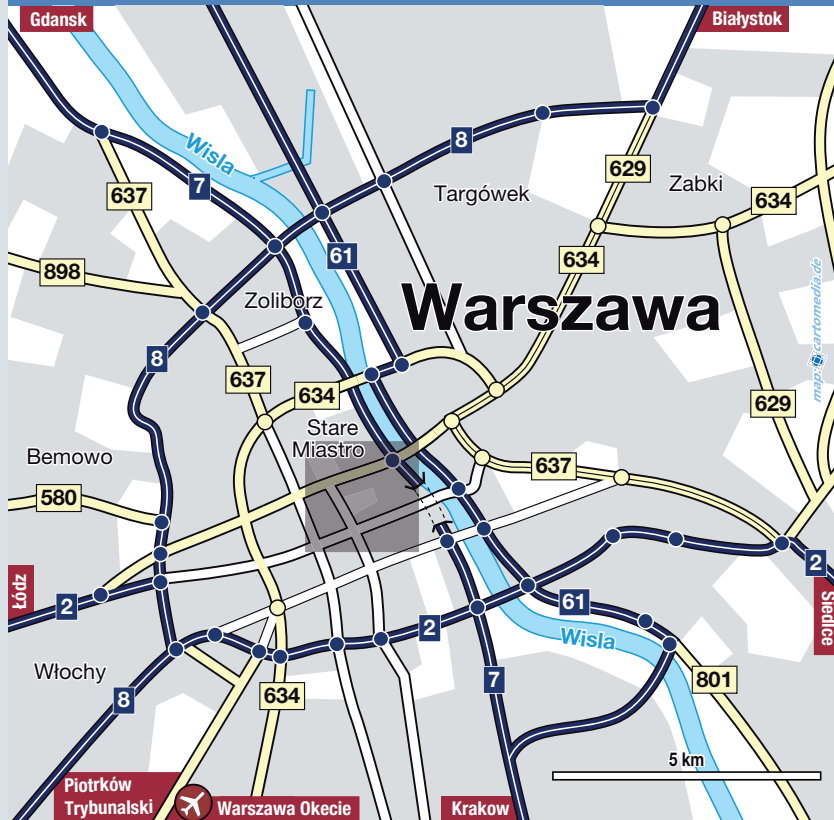 Gdansk
Białystok
8
Wisla
629
Zabki
637
7
Targówek
634
61
634
898
Zoliborz
Warszawa
map: cartomedia.de
8
637
634
629
Stare
Miastro
Bemowo
637
580
2
Łódz
2
61
Siedlce
2
Wisla
Włochy
7
801
634
8
5 km
Piotrków
Trybunalski
Warszawa Okecie
Krakow